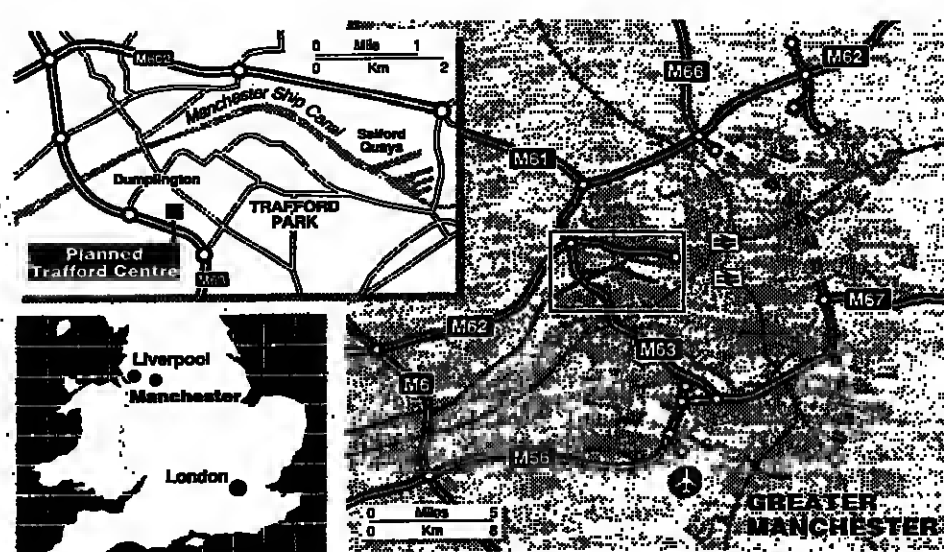 M602
0 Mile 1
0 Km 2
Manchester Ship Canal
Salford
Quays
Dumplington
TRAFFORD
PARK
Planned
Trafford Centre
M63
M66
M62
M61
M62
M63
M67
M6
M56
0 Miles 5
0 Km 8
GREATER
MANCHESTER
Liverpool
Manchester
London